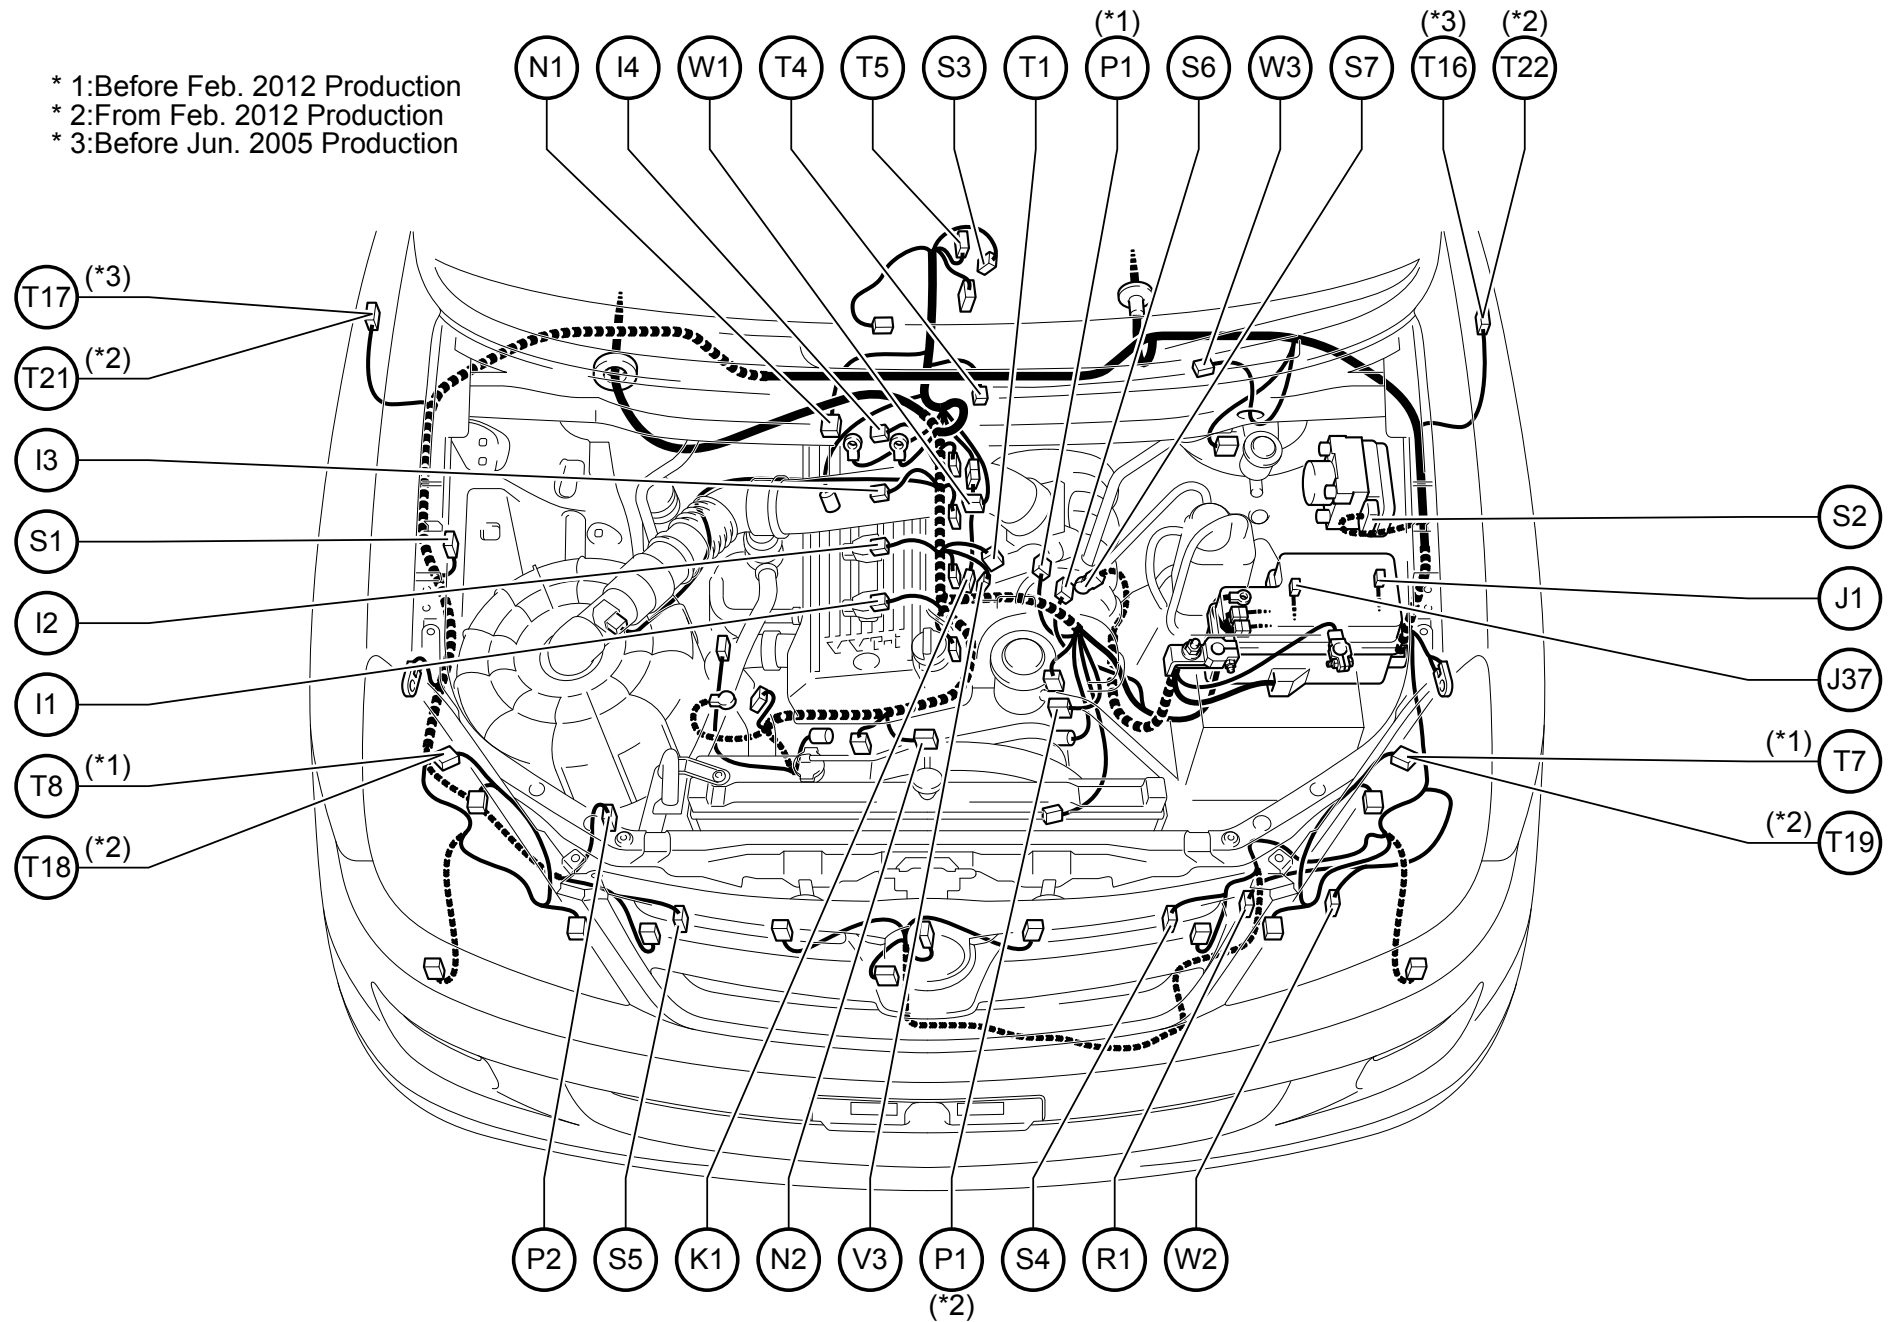 (*1)
(*3)
(*2)
N1 I4 W1 T4 T5 S3 T1 P1 S6 W3 S7 T16 T22
* 1:Before Feb. 2012 Production
* 2:From Feb. 2012 Production
* 3:Before Jun. 2005 Production
T17 (*3)
T21 (*2)
I3
S1
I2
I1
T8 (*1)
T18 (*2)
S2
J1
J37
(*1) T7
(*2) T19
P2 S5 K1 N2 V3 P1 S4 R1 W2
(*2)